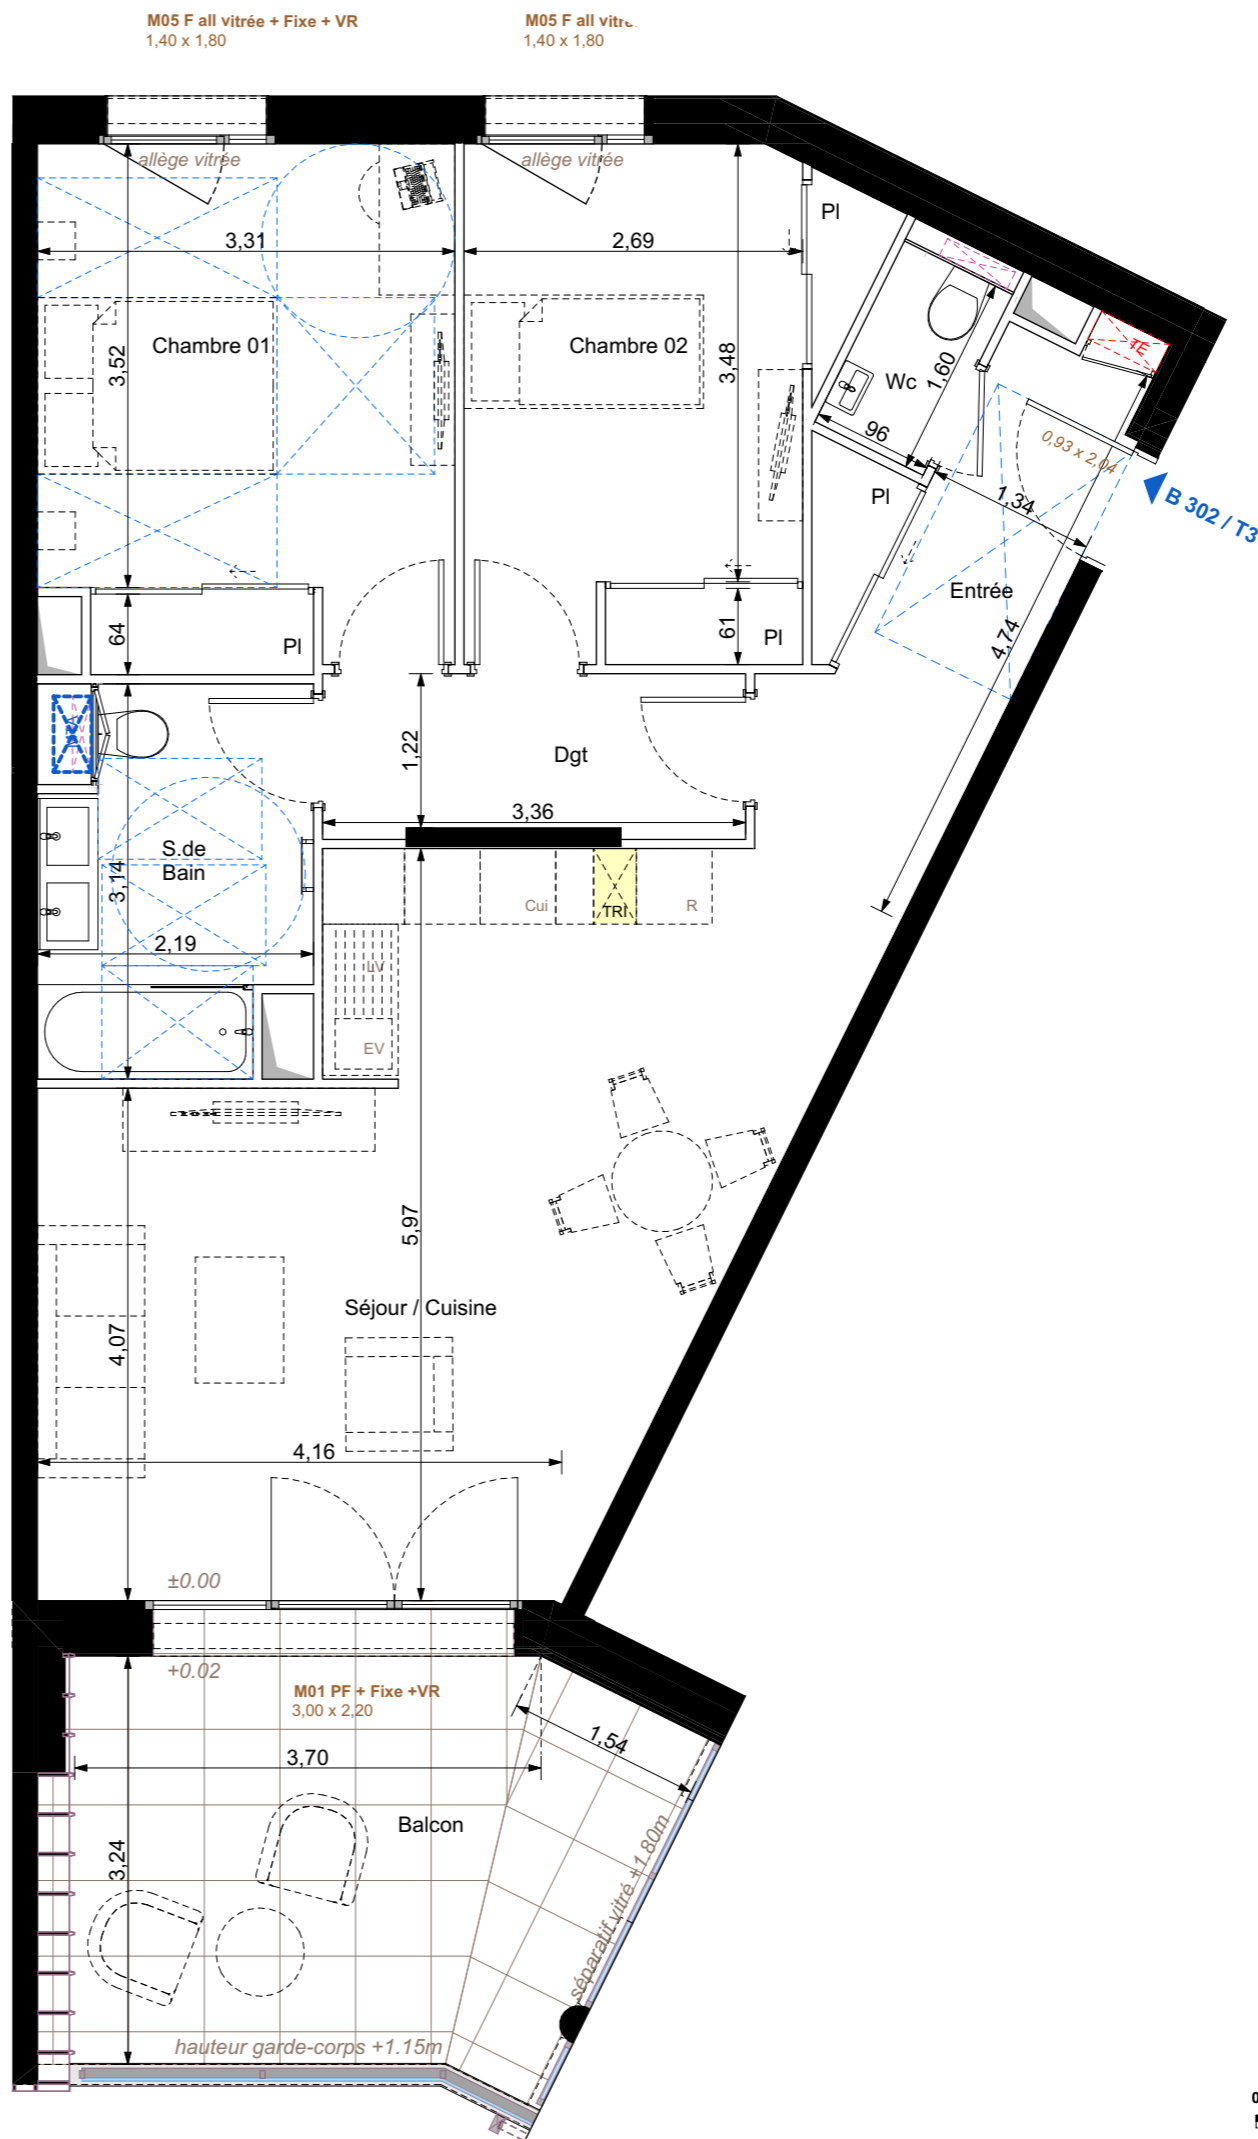 M05 F all vitrée + Fixe + VR
1,40 x 1,80
M05 F all
1,40 x 1,80
allège vitrée
allège vitrée
Pl
3,31
2,69
Chambre 01
Chambre 02
3,52
3,48
TE
Wc
1,60
96
0,93 x 2,04
Pl
1,34
B 302 / T3
Entrée
64
Pl
61
Pl
4,74
1,22
Dgt
3,36
S.de
Bain
3,14
Cui
TRI
R
2,19
LV
EV
5,97
Séjour / Cuisine
4,07
4,16
±0.00
+0.02
M01 PF + Fixe +VR
3,00 x 2,20
1,54
3,70
Balcon
3,24
séparatif vitré +1.80m
hauteur garde-corps +1.15m